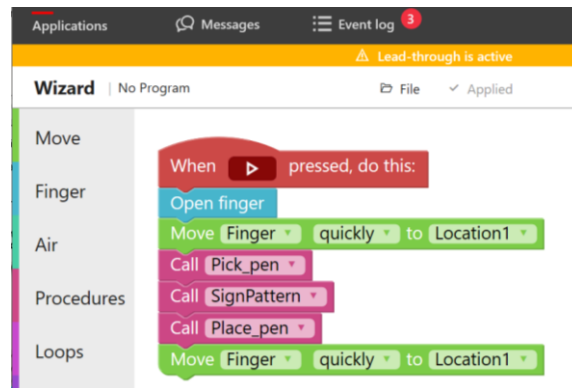 Applications Messages Event log 3
Lead-through is active
Wizard | No Program File Applied
Move
Finger
Air
Procedures
Loops
When pressed, do this:
Open finger
Move Finger quickly to Location1
Call Pick_pen
Call SignPattern
Call Place_pen
Move Finger quickly to Location1